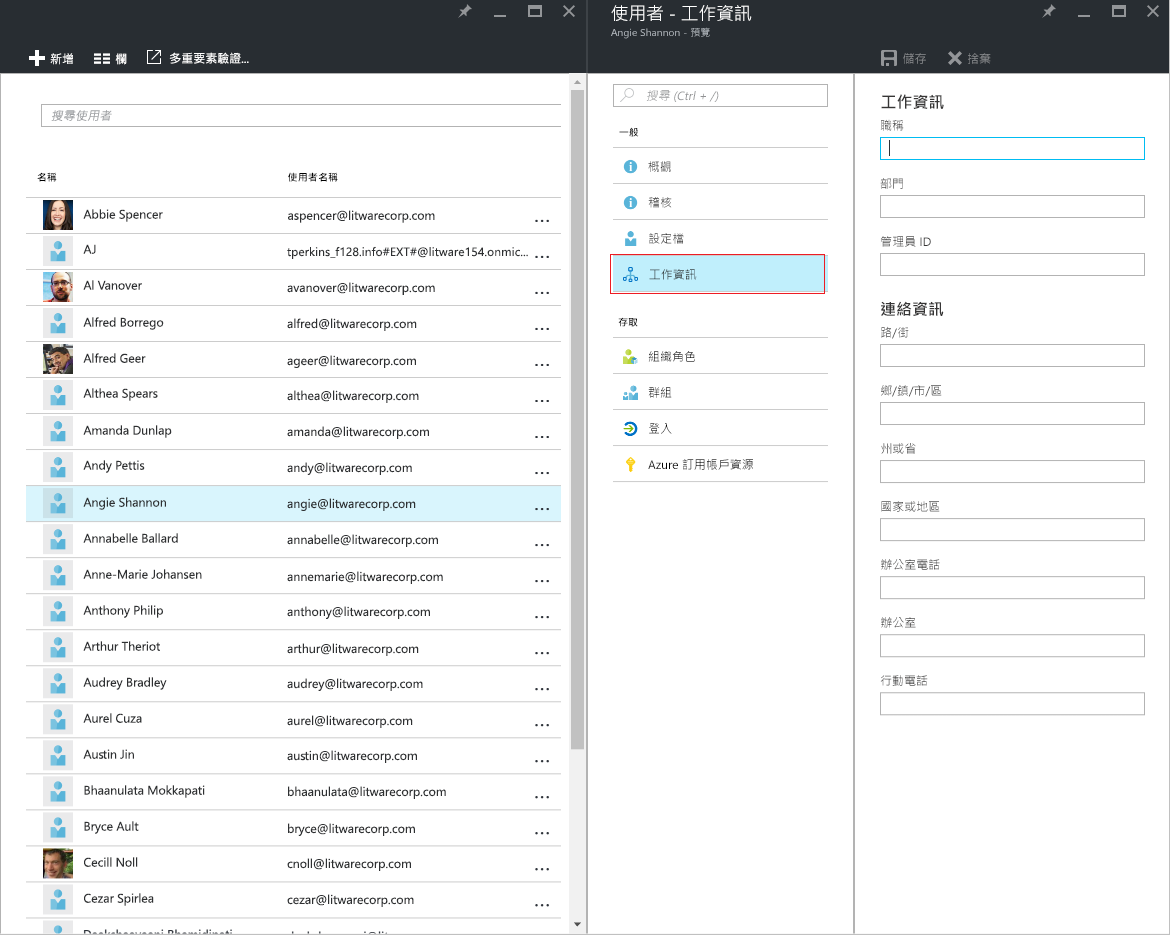 新增 欄 多重要素驗證...
搜尋使用者
名稱 使用者名稱
Abbie Spencer aspencer@litwarecorp.com ...
AJ tperkins_f128.info#EXT#@litware154.onmic... ...
Al Vanover avanover@litwarecorp.com ...
Alfred Borrego alfred@litwarecorp.com ...
Alfred Geer ageer@litwarecorp.com ...
Althea Spears althea@litwarecorp.com ...
Amanda Dunlap amanda@litwarecorp.com ...
Andy Pettis andy@litwarecorp.com ...
Angie Shannon angie@litwarecorp.com ...
Annabelle Ballard annabelle@litwarecorp.com ...
Anne-Marie Johansen annemarie@litwarecorp.com ...
Anthony Philip anthony@litwarecorp.com ...
Arthur Theriot arthur@litwarecorp.com ...
Audrey Bradley audrey@litwarecorp.com ...
Aurel Cuza aurel@litwarecorp.com ...
Austin Jin austin@litwarecorp.com ...
Bhaanulata Mokkapati bhaanulata@litwarecorp.com ...
Bryce Ault bryce@litwarecorp.com ...
Cecill Noll cnoll@litwarecorp.com ...
Cezar Spirlea cezar@litwarecorp.com ...
使用者 - 工作資訊
Angie Shannon - 預覽
搜尋 (Ctrl + /)
一般
概觀
稽核
設定檔
工作資訊
存取
組織角色
群組
登入
Azure 訂用帳戶資源
儲存 捨棄
工作資訊
職稱
部門
管理員 ID
連絡資訊
路/街
鄉/鎮/市/區
州或省
國家或地區
辦公室電話
辦公室
行動電話